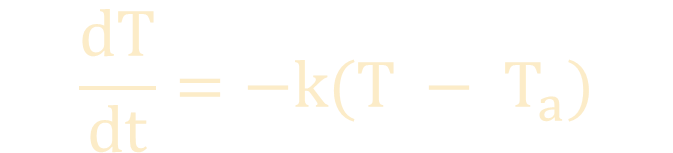 dT/dt = −k(T − Tₐ)